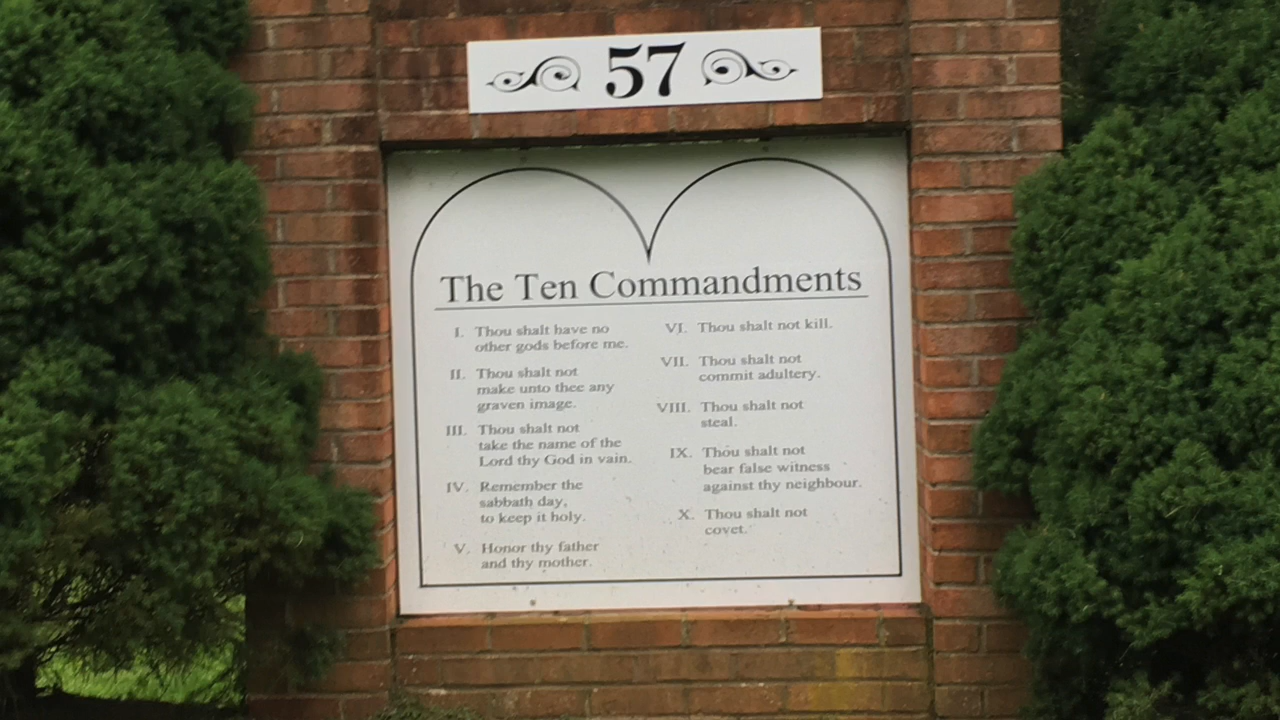 57
The Ten Commandments
I. Thou shalt have no
other gods before me.
II. Thou shalt not
make unto thee any
graven image.
III. Thou shalt not
take the name of the
Lord thy God in vain.
IV. Remember the
sabbath day,
to keep it holy.
V. Honor thy father
and thy mother.
VI. Thou shalt not kill.
VII. Thou shalt not
commit adultery.
VIII. Thou shalt not
steal.
IX. Thou shalt not
bear false witness
against thy neighbour.
X. Thou shalt not
covet.